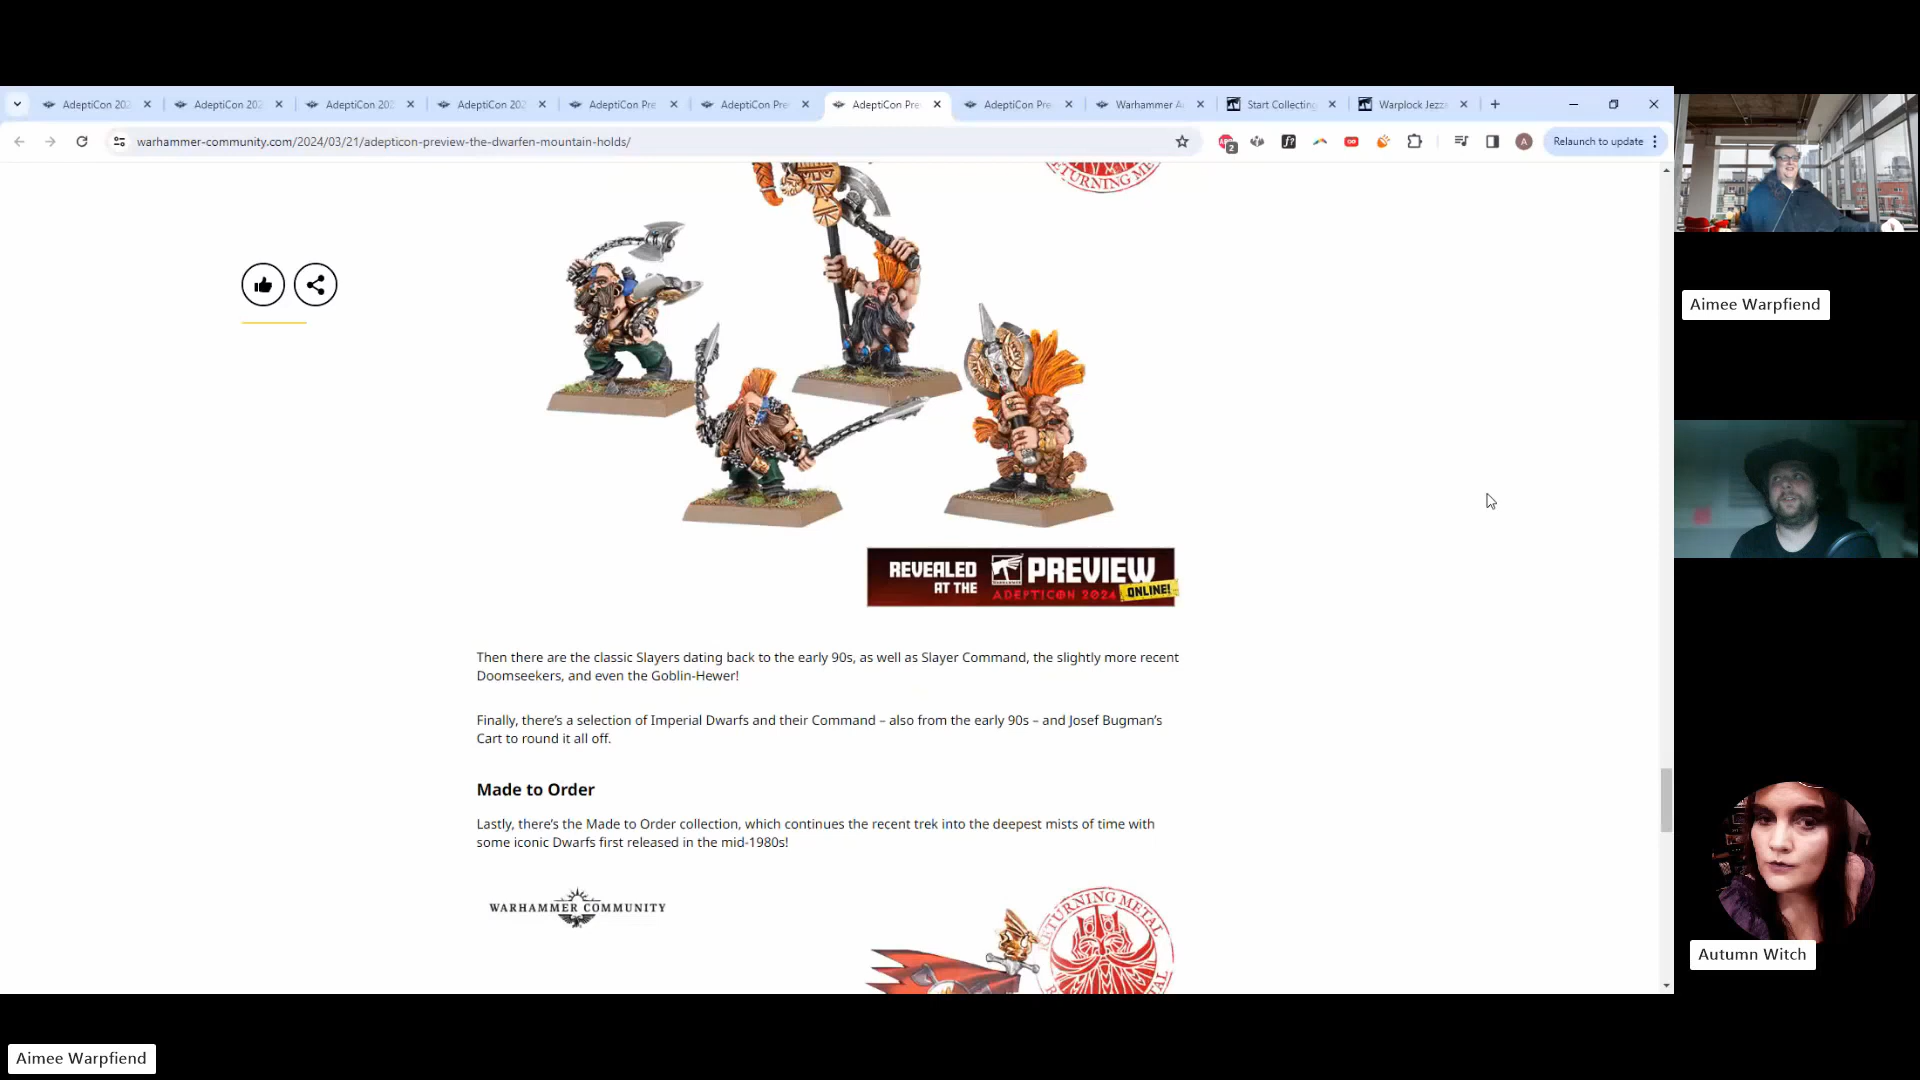 AdeptiCon 202
AdeptiCon 202
AdeptiCon 202
AdeptiCon 202
AdeptiCon Pre
AdeptiCon Pre
AdeptiCon Pre
AdeptiCon Pre
Warhammer A
Start Collecting
Warplock Jezz
warhammer-community.com/2024/03/21/adepticon-preview-the-dwarfen-mountain-holds/
2
A
Relaunch to update
RETURNING ME
Aimee Warpfiend
REVEALED AT THE
PREVIEW
ADEPTICON 2024
ONLINE!
Then there are the classic Slayers dating back to the early 90s, as well as Slayer Command, the slightly more recent
Doomseekers, and even the Goblin-Hewer!
Finally, there's a selection of Imperial Dwarfs and their Command – also from the early 90s – and Josef Bugman's
Cart to round it all off.
Made to Order
Lastly, there's the Made to Order collection, which continues the recent trek into the deepest mists of time with
some iconic Dwarfs first released in the mid-1980s!
WARHAMMER COMMUNITY
RETURNING METAL
Autumn Witch
Aimee Warpfiend